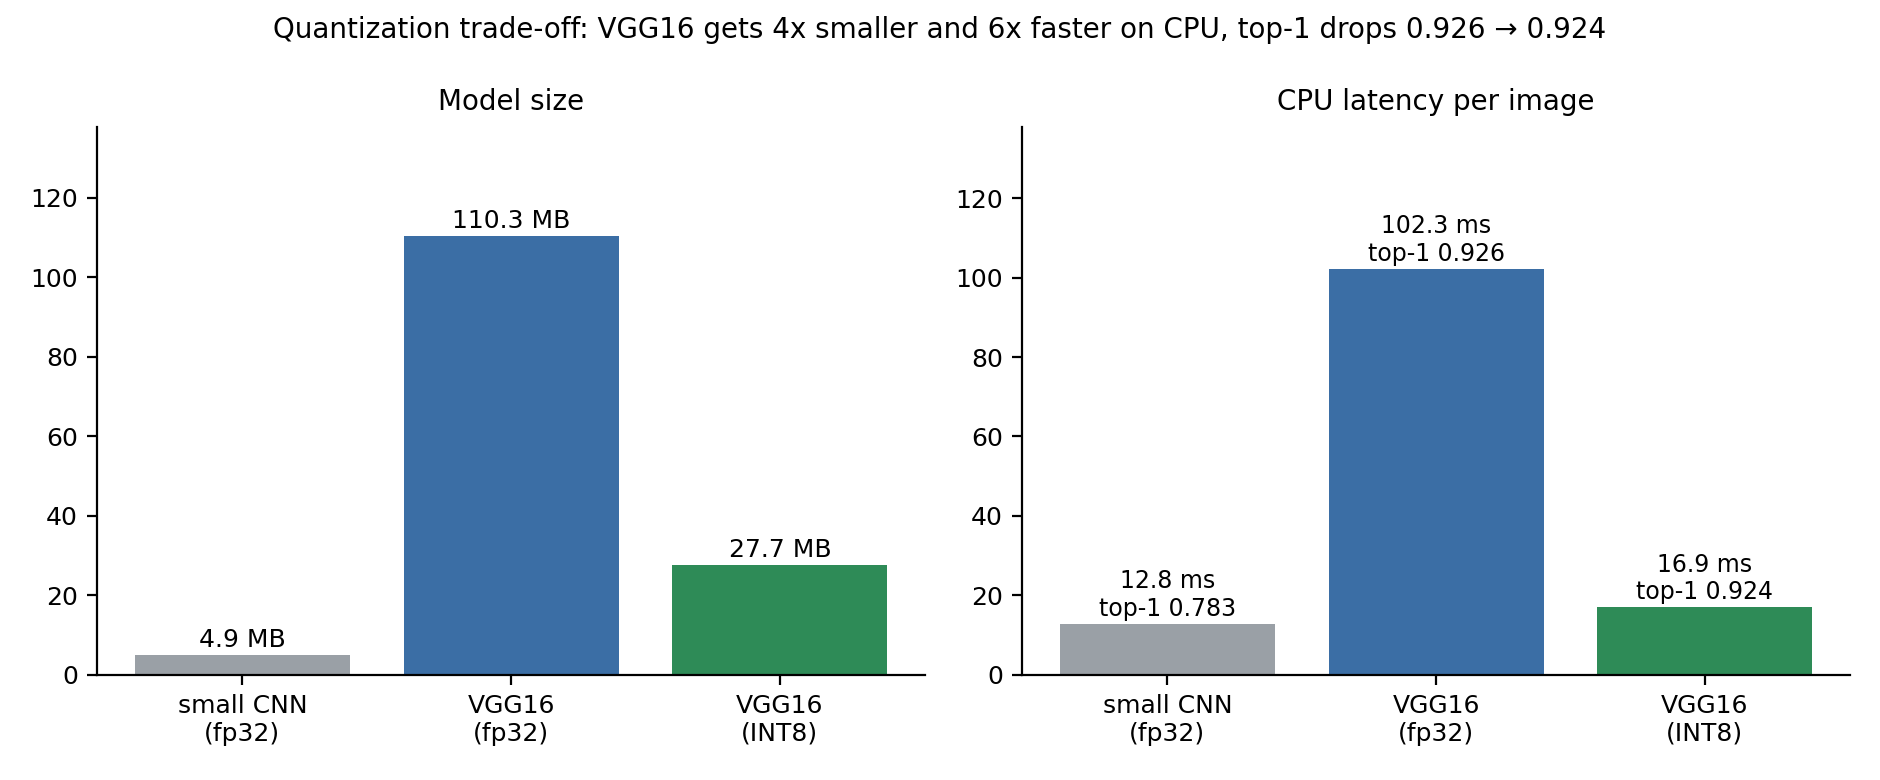 Quantization trade-off: VGG16 gets 4x smaller and 6x faster on CPU, top-1 drops 0.926 → 0.924
Model size
120
100
80
60
40
20
0
110.3 MB
27.7 MB
4.9 MB
small CNN
(fp32)
VGG16
(fp32)
VGG16
(INT8)
CPU latency per image
120
100
80
60
40
20
0
102.3 ms
top-1 0.926
16.9 ms
top-1 0.924
12.8 ms
top-1 0.783
small CNN
(fp32)
VGG16
(fp32)
VGG16
(INT8)